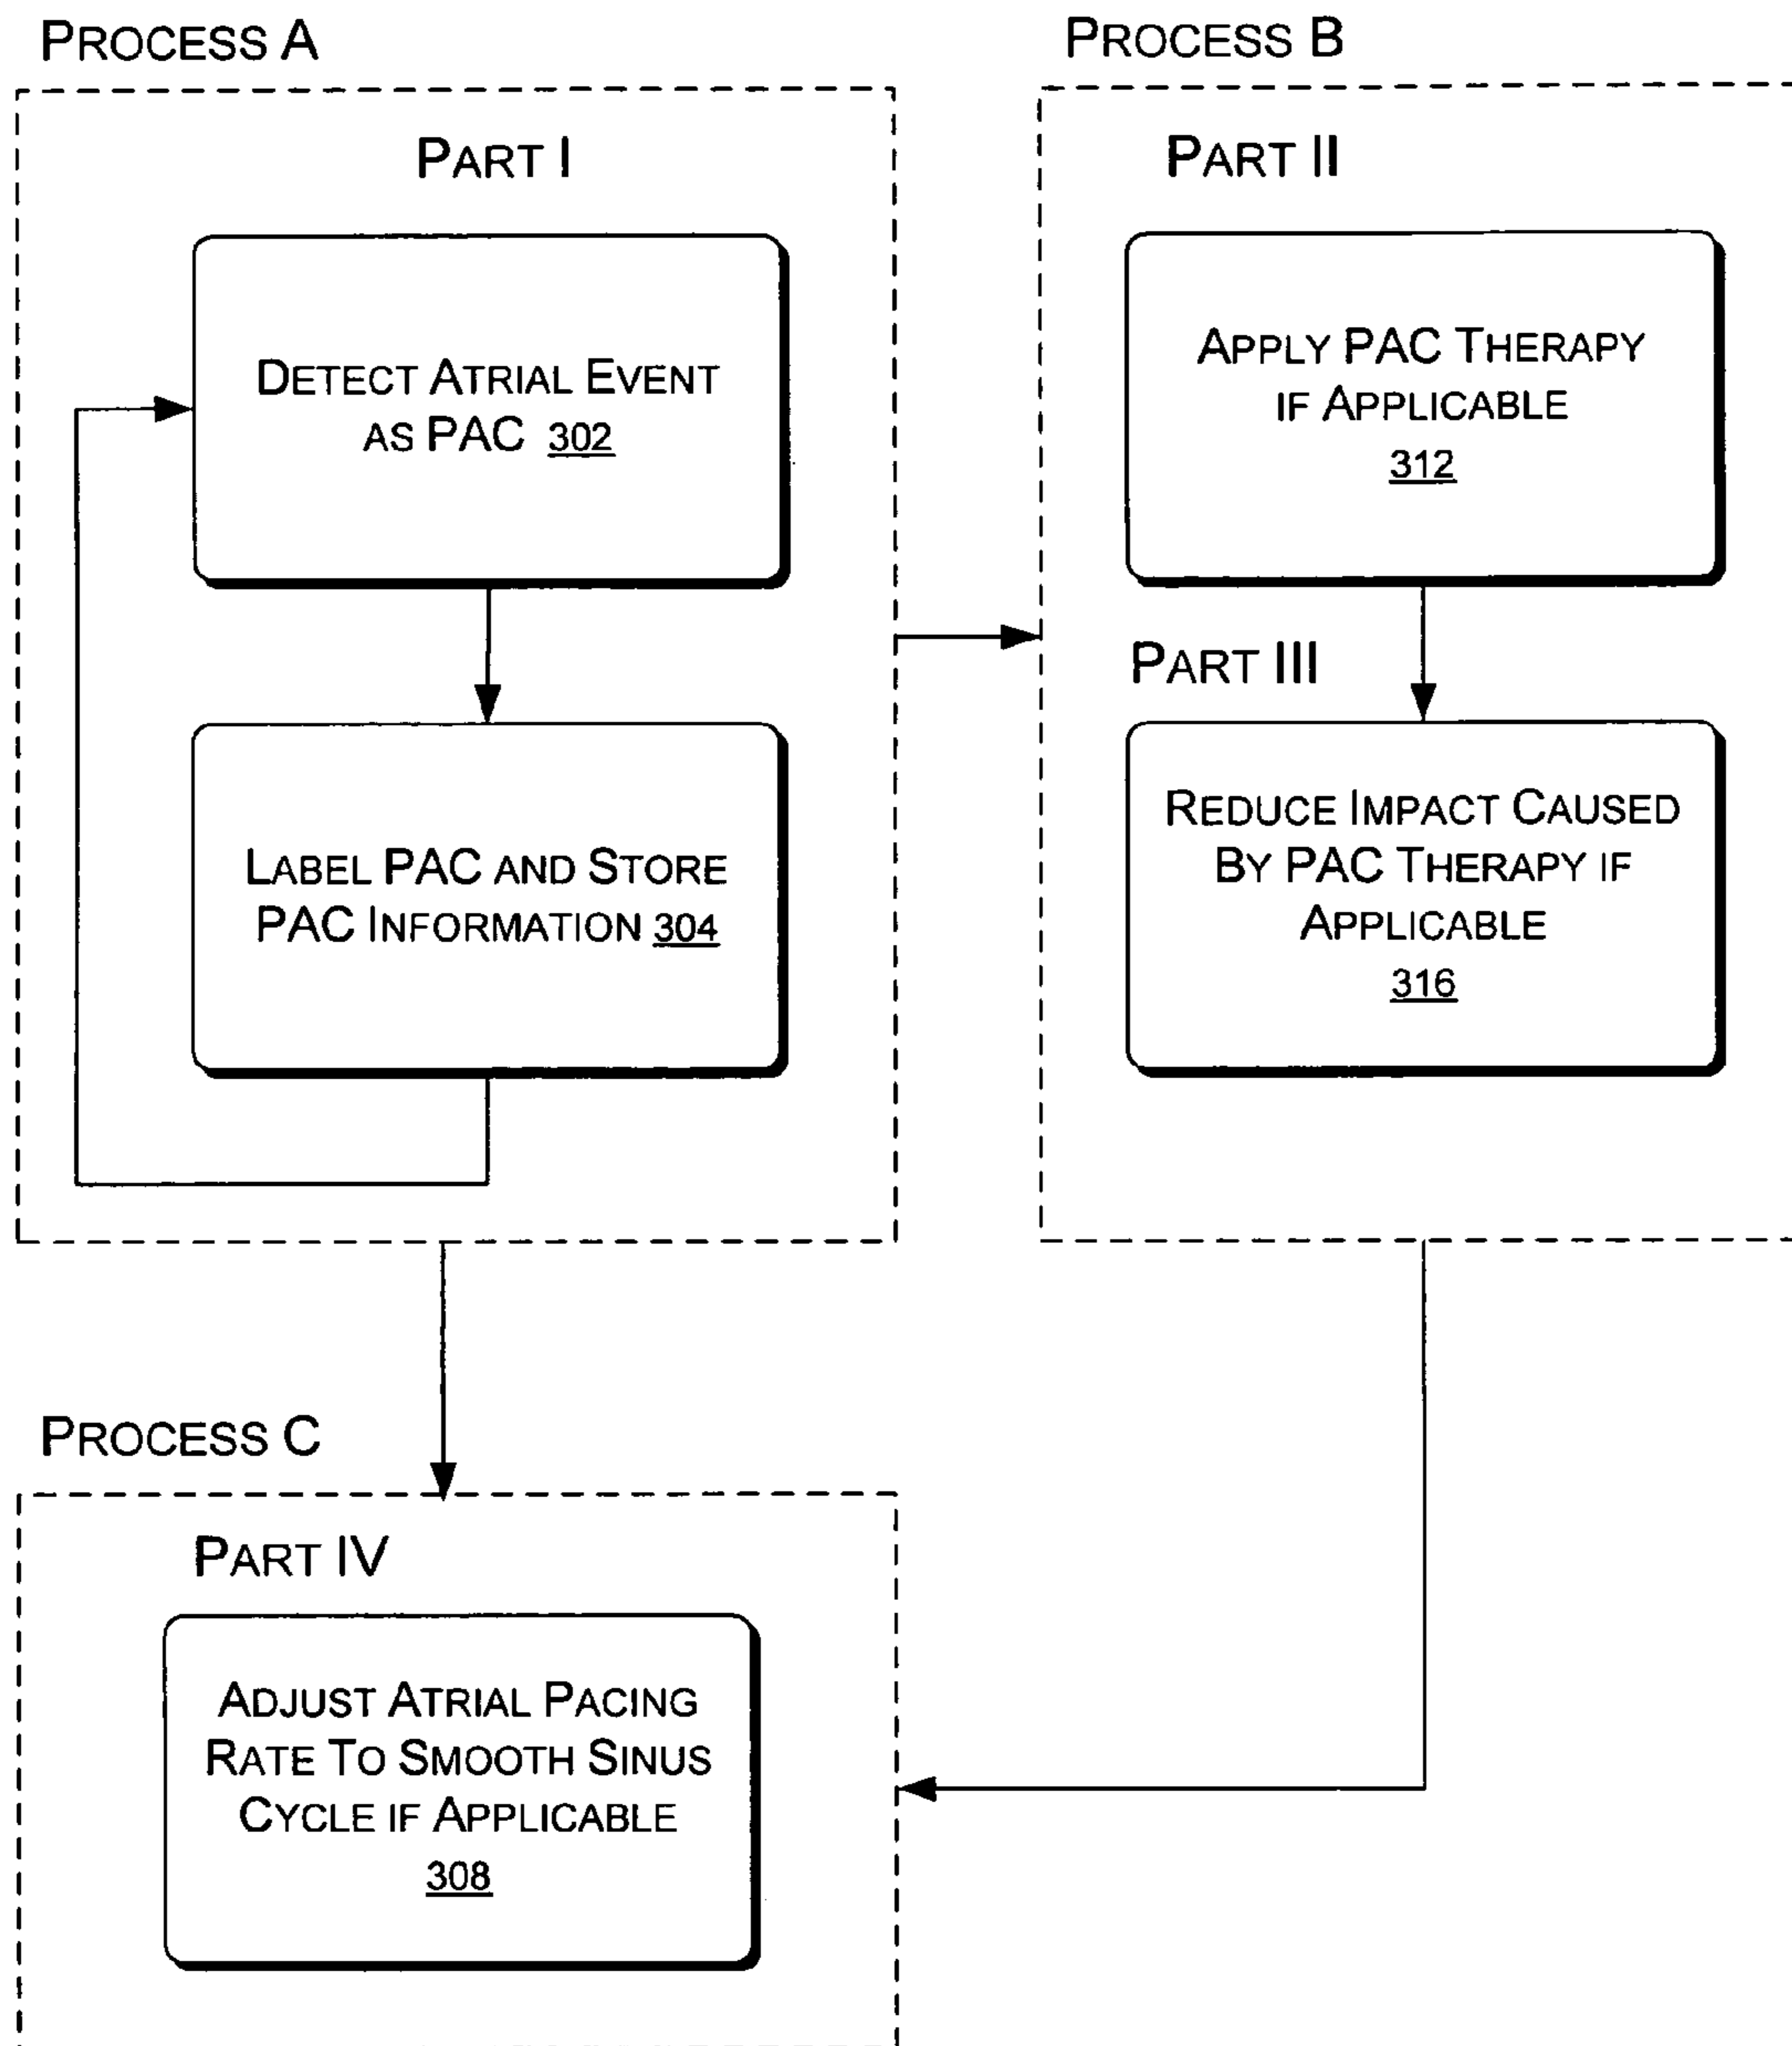 PROCESS A
PART I
DETECT ATRIAL EVENT
AS PAC 302
LABEL PAC AND STORE
PAC INFORMATION 304
PROCESS B
PART II
APPLY PAC THERAPY
IF APPLICABLE
312
PART III
REDUCE IMPACT CAUSED
BY PAC THERAPY IF
APPLICABLE
316
PROCESS C
PART IV
ADJUST ATRIAL PACING
RATE TO SMOOTH SINUS
CYCLE IF APPLICABLE
308